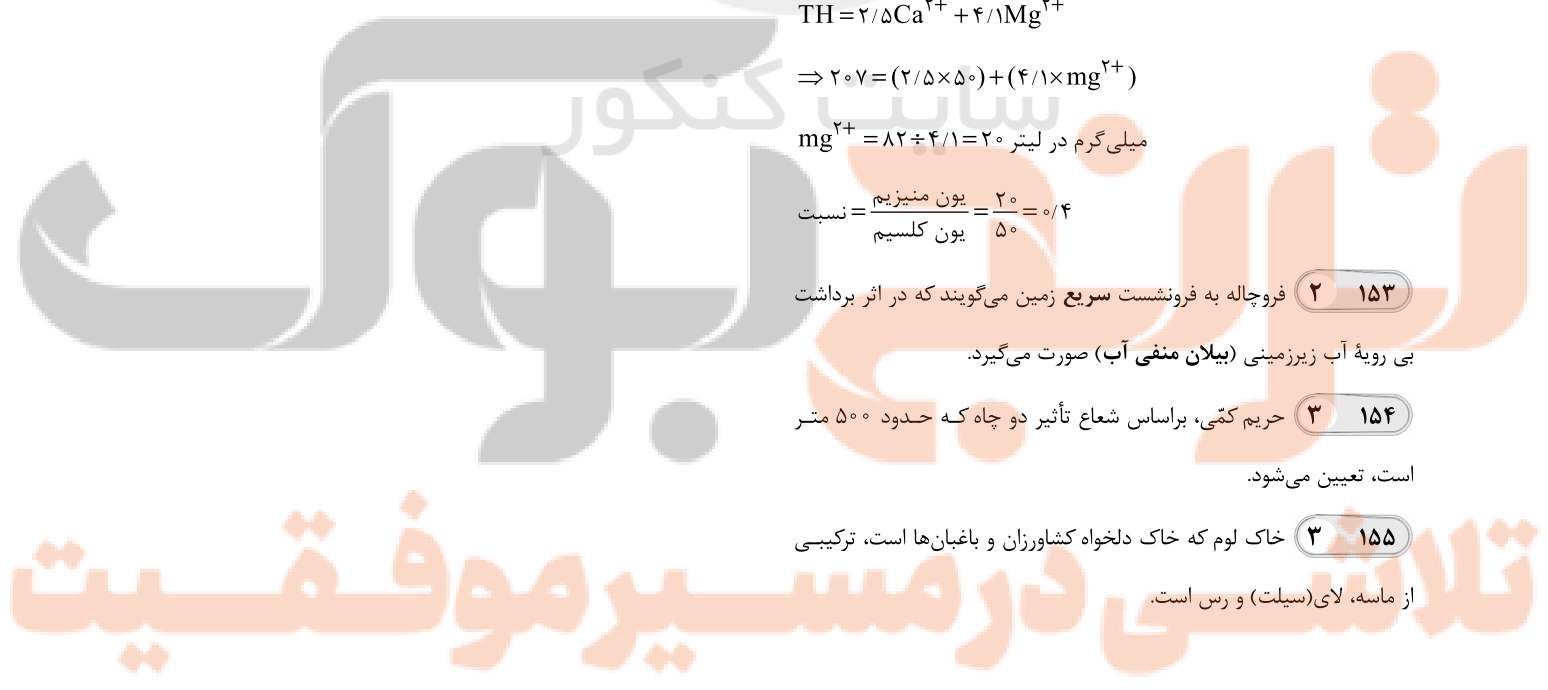 TH = ۲/۵Ca²⁺ + ۴/۱Mg²⁺
⇒ ۲۰۷ = (۲/۵×۵۰)+(۴/۱×mg²⁺)
mg²⁺ = ۸۲÷۴/۱=۲۰ میلی‌گرم در لیتر
نسبت = یون منیزیم / یون کلسیم = ۲۰/۵۰ = ۰/۴
۱۵۳ ۲ فروچاله به فرونشست سریع زمین می‌گویند که در اثر برداشت
بی رویهٔ آب زیرزمینی (بیلان منفی آب) صورت می‌گیرد.
۱۵۴ ۳ حریم کمّی، براساس شعاع تأثیر دو چاه که حدود ۵۰۰ متر
است، تعیین می‌شود.
۱۵۵ ۳ خاک لوم که خاک دلخواه کشاورزان و باغبان‌ها است، ترکیبی
از ماسه، لای(سیلت) و رس است.
سایت کنکور
ترنج بوک
تلاشی در مسیر موفقیت